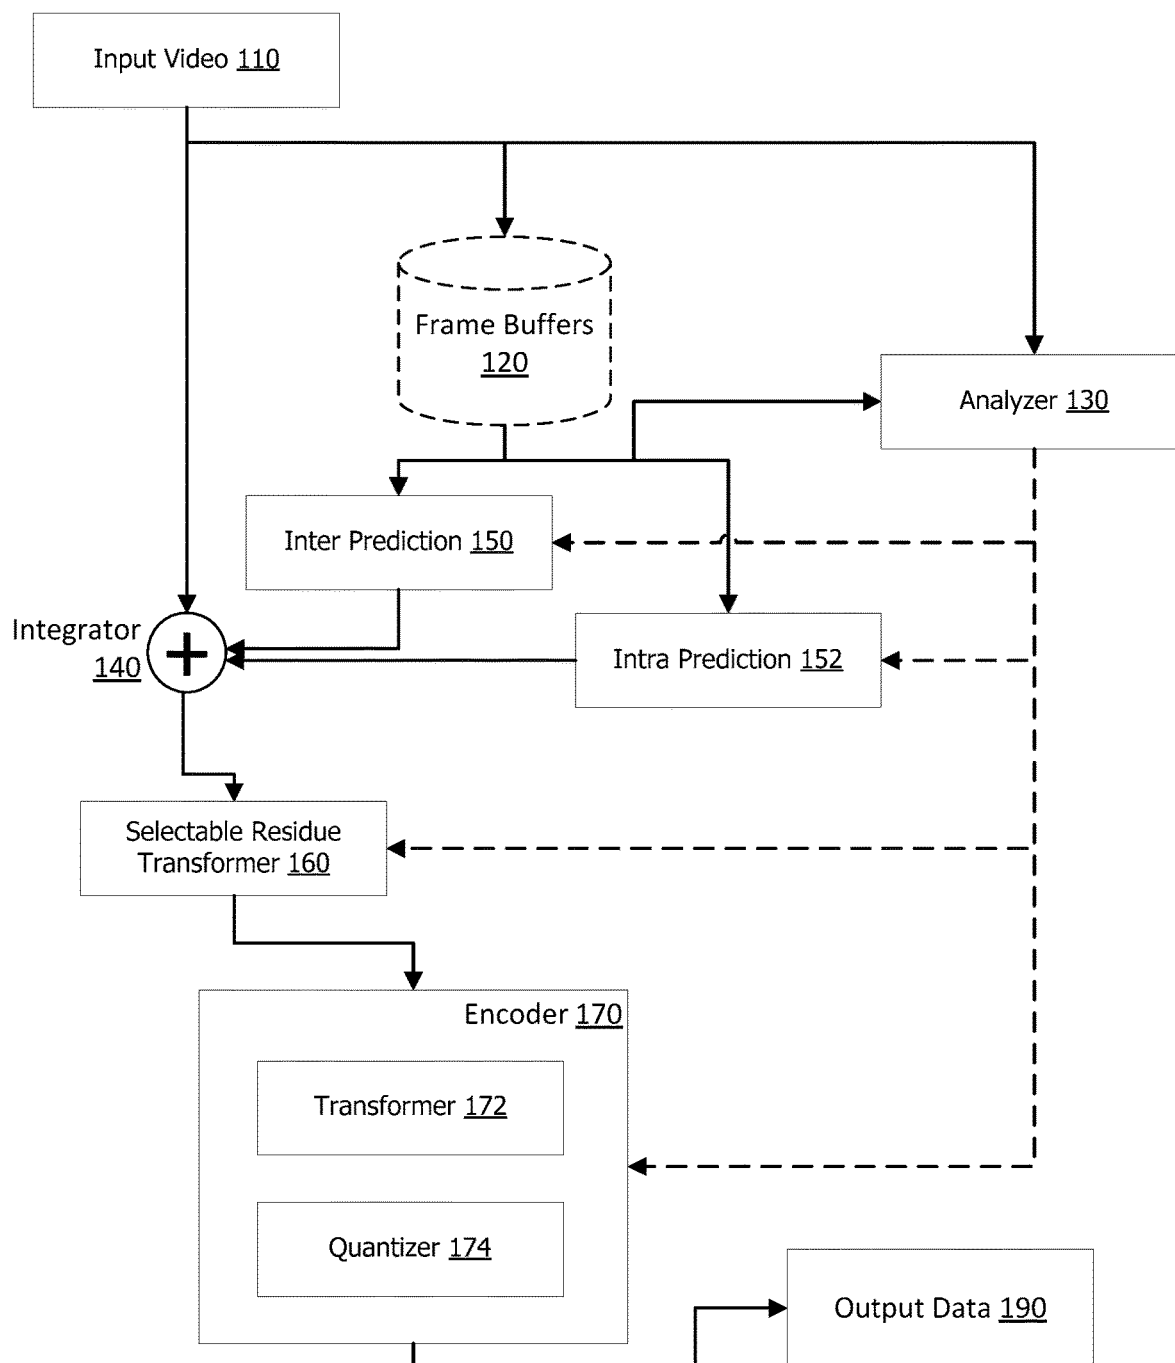 Input Video 110
Frame Buffers
120
Analyzer 130
Inter Prediction 150
Integrator
140
Intra Prediction 152
Selectable Residue
Transformer 160
Encoder 170
Transformer 172
Quantizer 174
Output Data 190